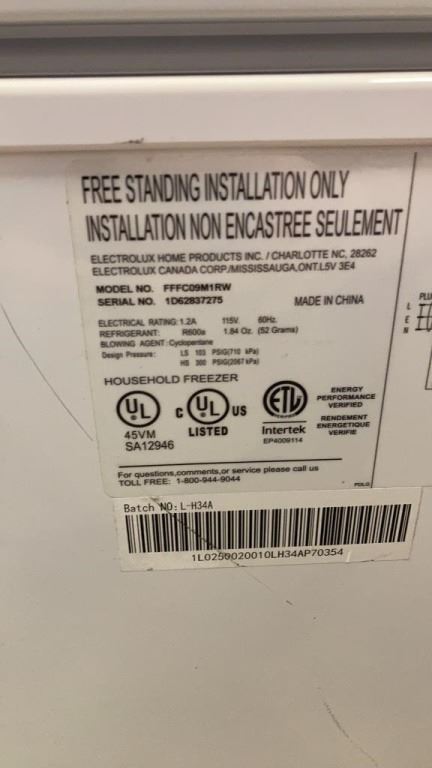 FREE STANDING INSTALLATION ONLY
INSTALLATION NON ENCASTREE SEULEMENT
ELECTROLUX HOME PRODUCTS INC. / CHARLOTTE NC, 28262
ELECTROLUX CANADA CORP/MISSISSAUGA,ONT.L5V 3E4
MODEL NO. FFFC09M1RW
SERIAL NO. 1D62837275 MADE IN CHINA
ELECTRICAL RATING: 1.2A 115V 60Hz.
REFRIGERANT: R600a 1.84 Oz. (52 Grams)
BLOWING AGENT: Cyclopentane
Design Pressure: LS 103 PSIG(710 kPa)
HS 300 PSIG(2067 kPa)
HOUSEHOLD FREEZER
UL
45VM
SA12946
C UL US
LISTED
ETL
Intertek
EP4009114
ENERGY
PERFORMANCE
VERIFIED
RENDEMENT
ENERGETIQUE
VERIFIE
For questions,comments,or service please call us
TOLL FREE: 1-800-944-9044
PDLG
Batch NO: L-H34A
1L0250020010LH34AP70354
PLU
L
E
N